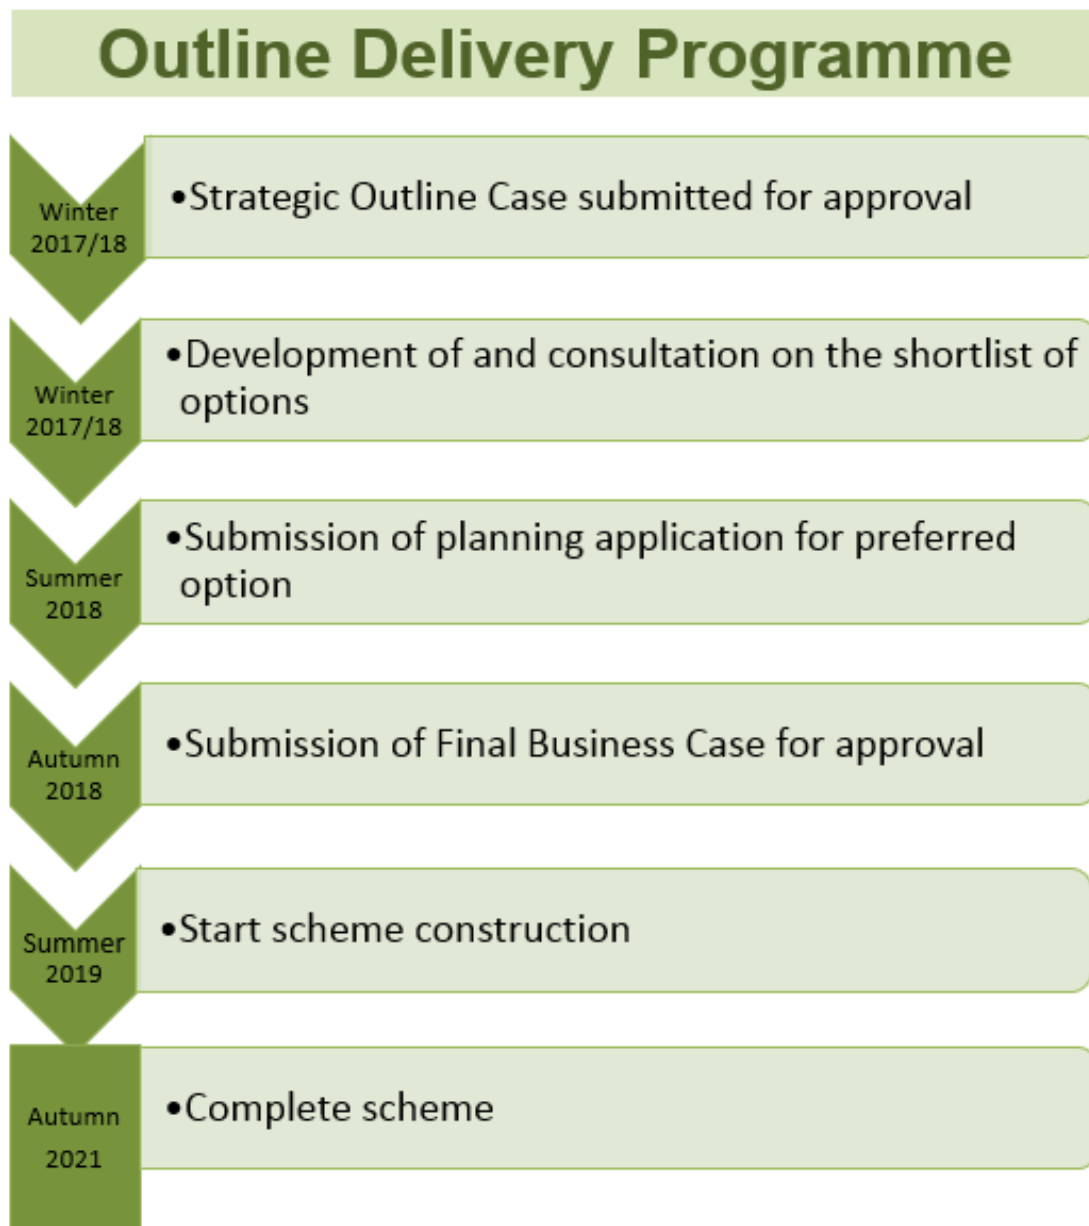 Outline Delivery Programme
Winter
2017/18
•Strategic Outline Case submitted for approval
Winter
2017/18
•Development of and consultation on the shortlist of
options
Summer
2018
•Submission of planning application for preferred
option
Autumn
2018
•Submission of Final Business Case for approval
Summer
2019
•Start scheme construction
Autumn
2021
•Complete scheme